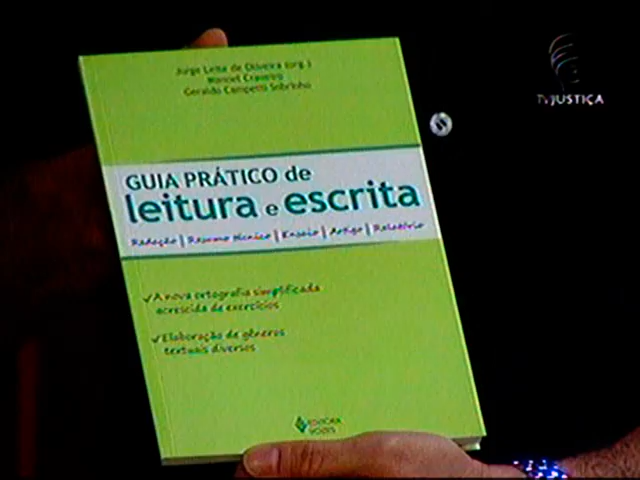 Jorge Leite de Oliveira (org.)
Manoel Craveiro
Geraldo Campetti Sobrinho
TV JUSTIÇA
GUIA PRÁTICO de
leitura e escrita
Redação | Resumo técnico | Ensaio | Artigo | Relatório
✓A nova ortografia simplificada
acrescida de exercícios
✓Elaboração de gêneros
textuais diversos
EDITORA
VOZES